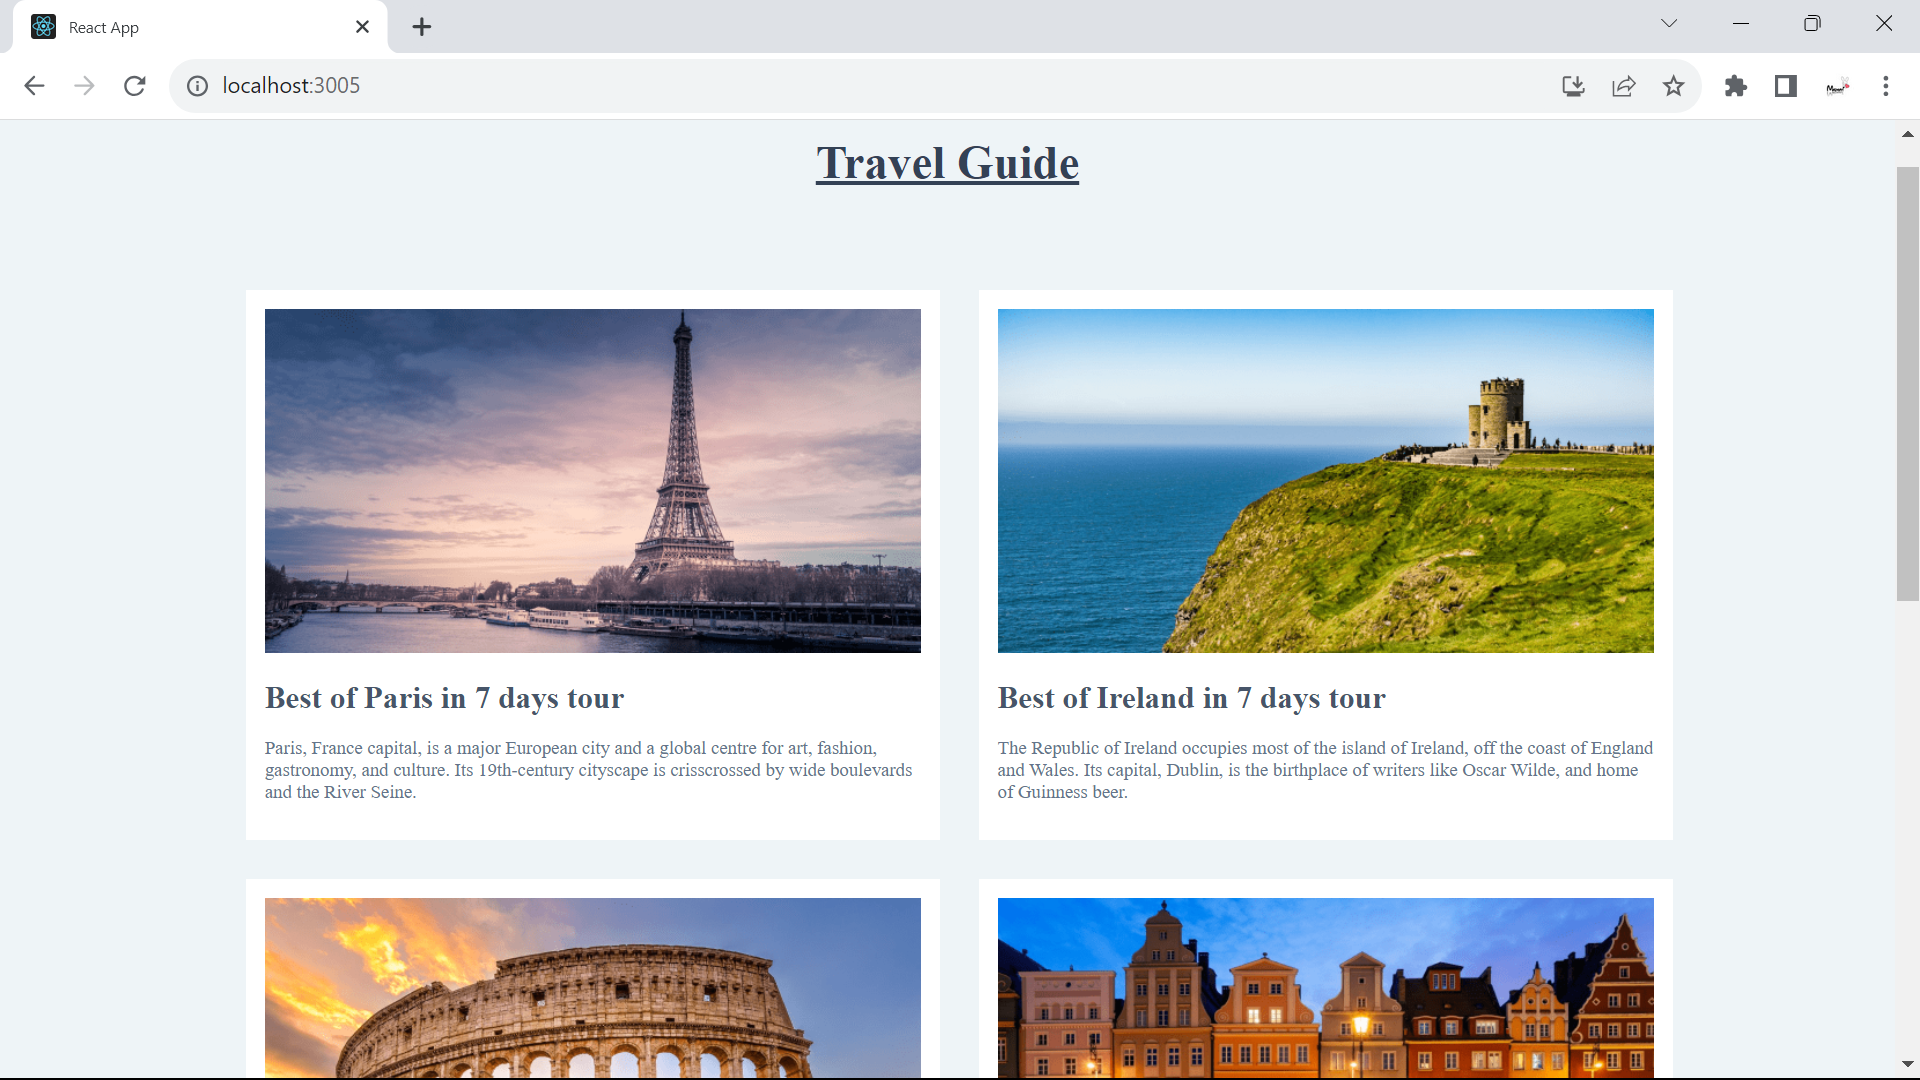 React App
localhost:3005
Travel Guide
Best of Paris in 7 days tour
Paris, France capital, is a major European city and a global centre for art, fashion,
gastronomy, and culture. Its 19th-century cityscape is crisscrossed by wide boulevards
and the River Seine.
Best of Ireland in 7 days tour
The Republic of Ireland occupies most of the island of Ireland, off the coast of England
and Wales. Its capital, Dublin, is the birthplace of writers like Oscar Wilde, and home
of Guinness beer.